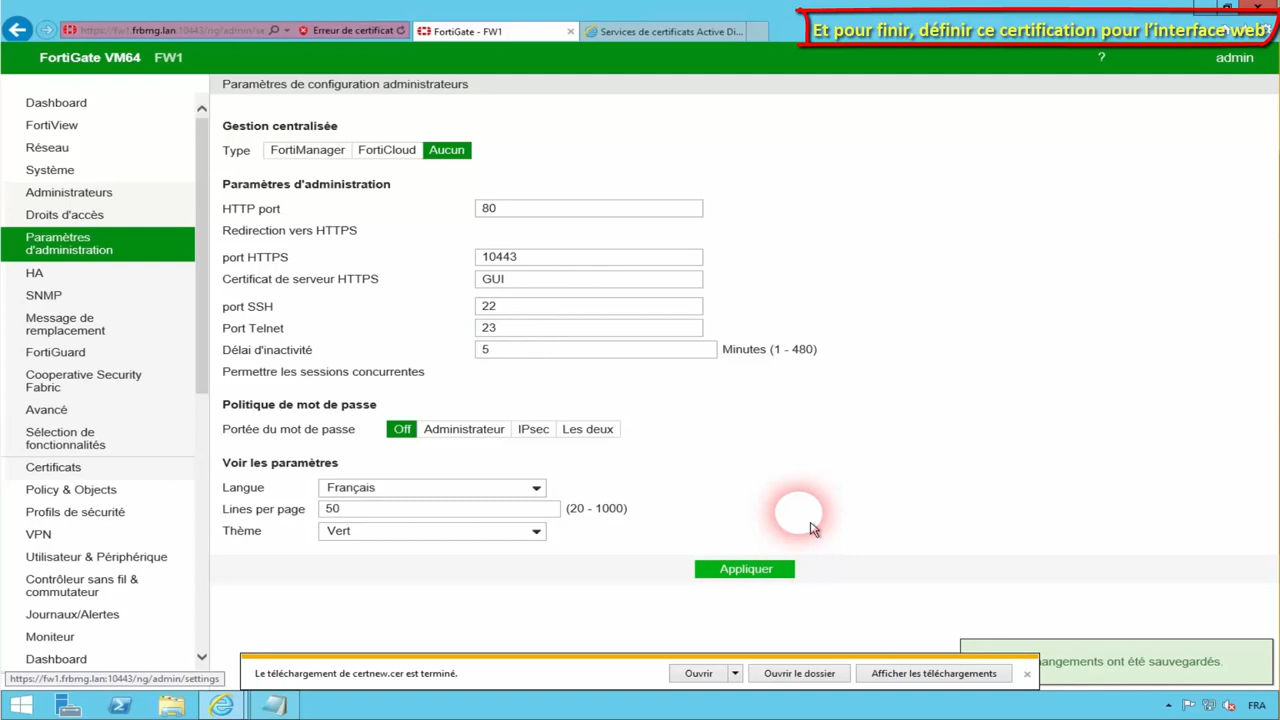 https://fw1.frbmg.lan:10443/ng/admin/se
Erreur de certificat
FortiGate - FW1
Services de certificats Active Di...
Et pour finir, définir ce certification pour l'interface web
FortiGate VM64 FW1
?
admin
Dashboard
FortiView
Réseau
Système
Administrateurs
Droits d'accès
Paramètres
d'administration
HA
SNMP
Message de
remplacement
FortiGuard
Cooperative Security
Fabric
Avancé
Sélection de
fonctionnalités
Certificats
Policy & Objects
Profils de sécurité
VPN
Utilisateur & Périphérique
Contrôleur sans fil &
commutateur
Journaux/Alertes
Moniteur
Dashboard
Paramètres de configuration administrateurs
Gestion centralisée
Type FortiManager FortiCloud Aucun
Paramètres d'administration
HTTP port 80
Redirection vers HTTPS
port HTTPS 10443
Certificat de serveur HTTPS GUI
port SSH 22
Port Telnet 23
Délai d'inactivité 5 Minutes (1 - 480)
Permettre les sessions concurrentes
Politique de mot de passe
Portée du mot de passe Off Administrateur IPsec Les deux
Voir les paramètres
Langue Français
Lines per page 50 (20 - 1000)
Thème Vert
Appliquer
angements ont été sauvegardés.
Le téléchargement de certnew.cer est terminé.
Ouvrir
Ouvrir le dossier
Afficher les téléchargements
https://fw1.frbmg.lan:10443/ng/admin/settings
FRA